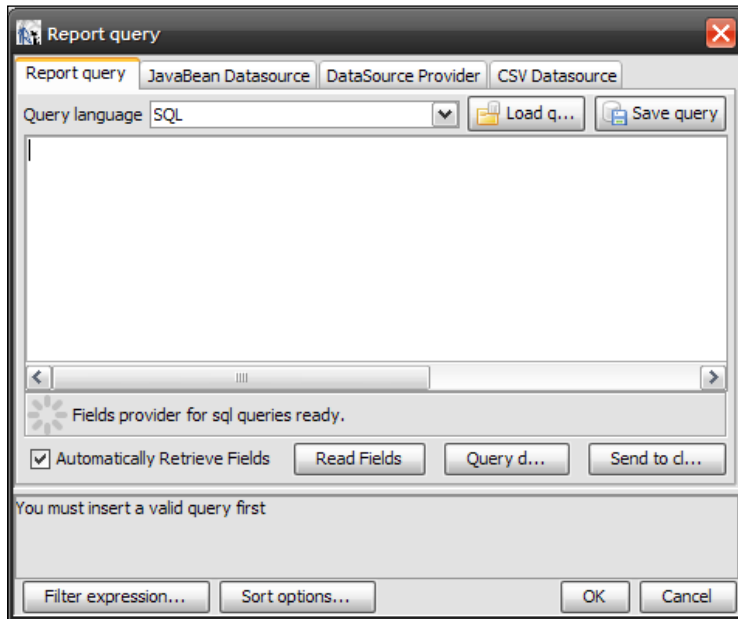 Report query
Report query JavaBean Datasource DataSource Provider CSV Datasource
Query language SQL Load q... Save query
Fields provider for sql queries ready.
Automatically Retrieve Fields Read Fields Query d... Send to cl...
You must insert a valid query first
Filter expression... Sort options... OK Cancel